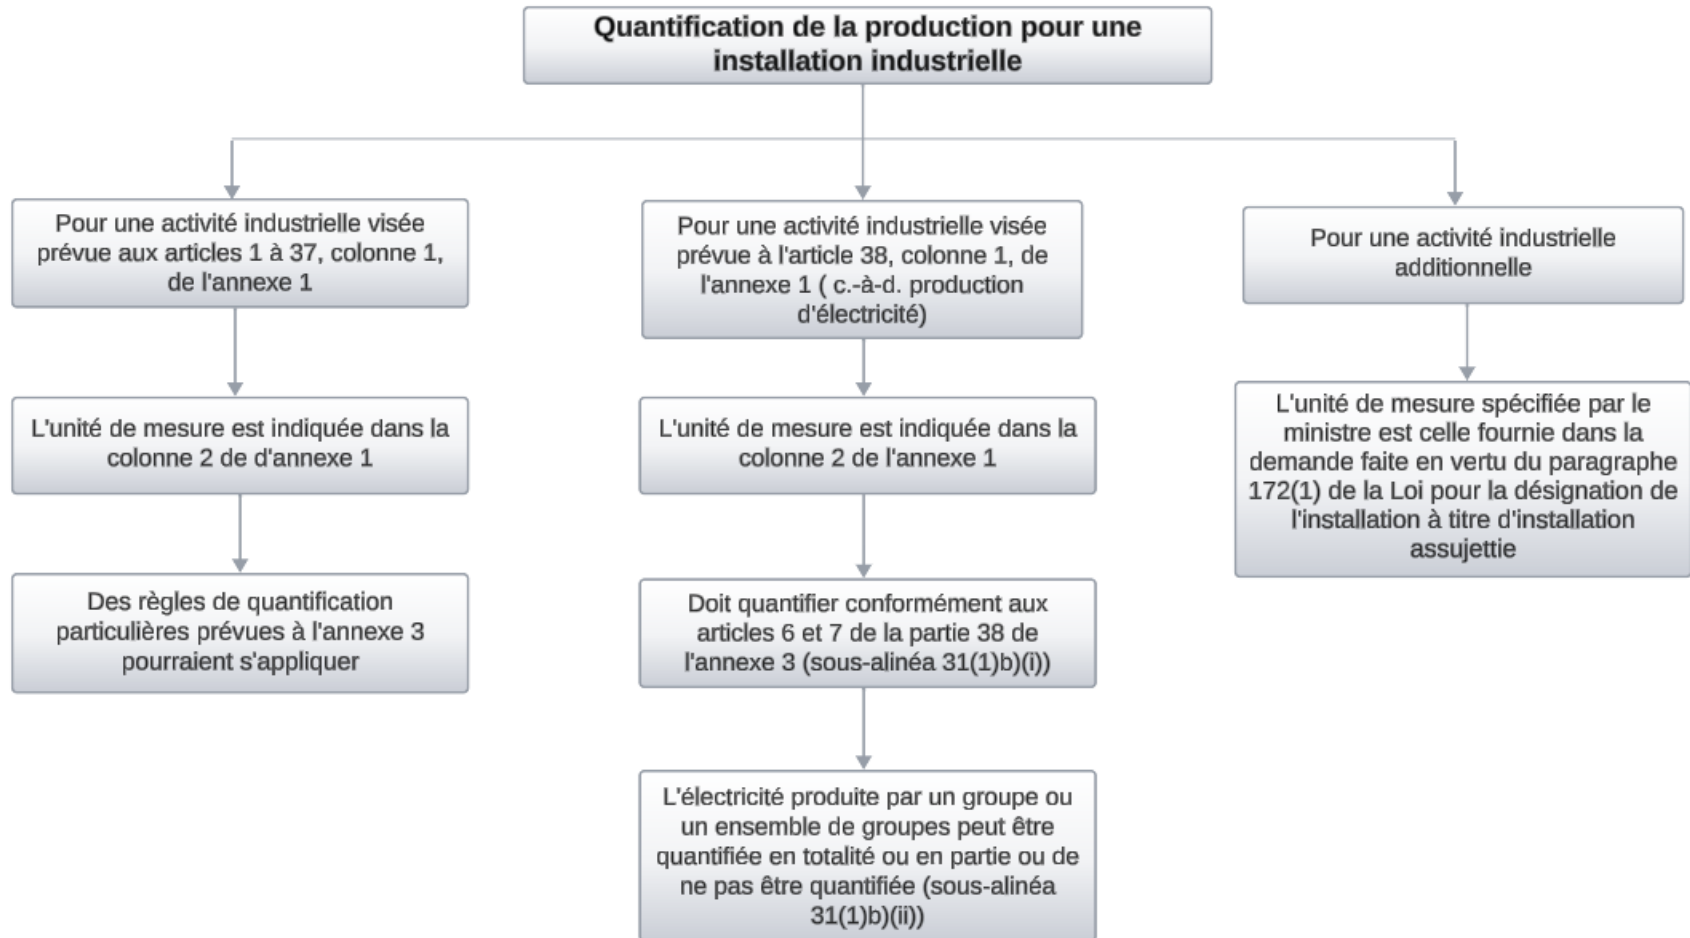 Quantification de la production pour une
installation industrielle
Pour une activité industrielle visée
prévue aux articles 1 à 37, colonne 1,
de l'annexe 1
L'unité de mesure est indiquée dans la
colonne 2 de d'annexe 1
Des règles de quantification
particulières prévues à l'annexe 3
pourraient s'appliquer
Pour une activité industrielle visée
prévue à l'article 38, colonne 1, de
l'annexe 1 ( c.-à-d. production
d'électricité)
L'unité de mesure est indiquée dans la
colonne 2 de l'annexe 1
Doit quantifier conformément aux
articles 6 et 7 de la partie 38 de
l'annexe 3 (sous-alinéa 31(1)b)(i))
L'électricité produite par un groupe ou
un ensemble de groupes peut être
quantifiée en totalité ou en partie ou de
ne pas être quantifiée (sous-alinéa
31(1)b)(ii))
Pour une activité industrielle
additionnelle
L'unité de mesure spécifiée par le
ministre est celle fournie dans la
demande faite en vertu du paragraphe
172(1) de la Loi pour la désignation de
l'installation à titre d'installation
assujettie